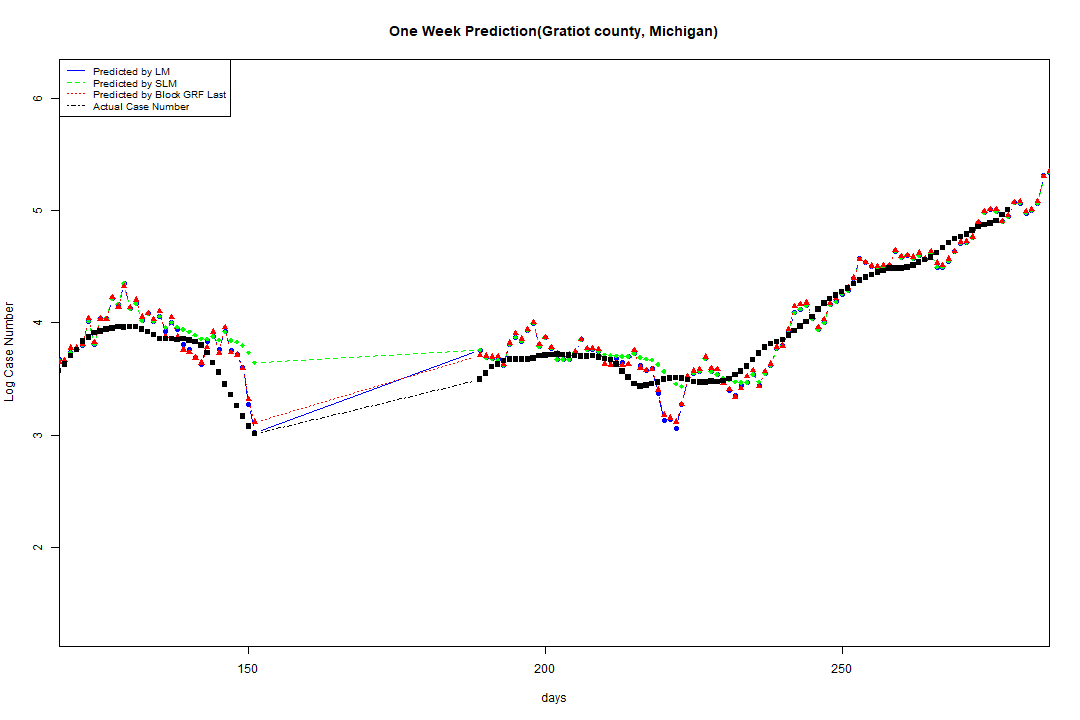 One Week Prediction(Gratiot county, Michigan)
Predicted by LM
Predicted by SLM
Predicted by Block GRF Last
Actual Case Number
6
5
4
3
2
Log Case Number
150
200
250
days